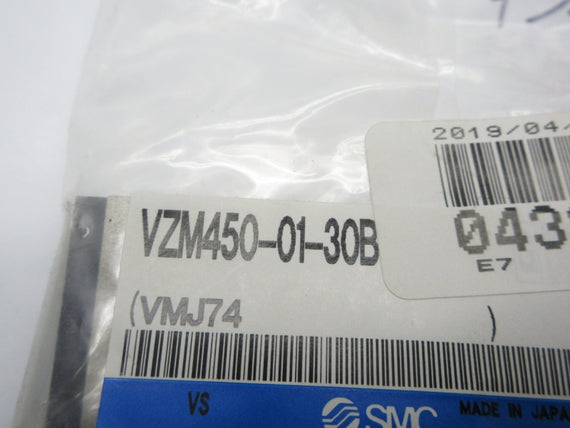 2019/04/
VZM450-01-30B
043
E7
(VMJ74 )
VS
SMC
MADE IN JAPAN